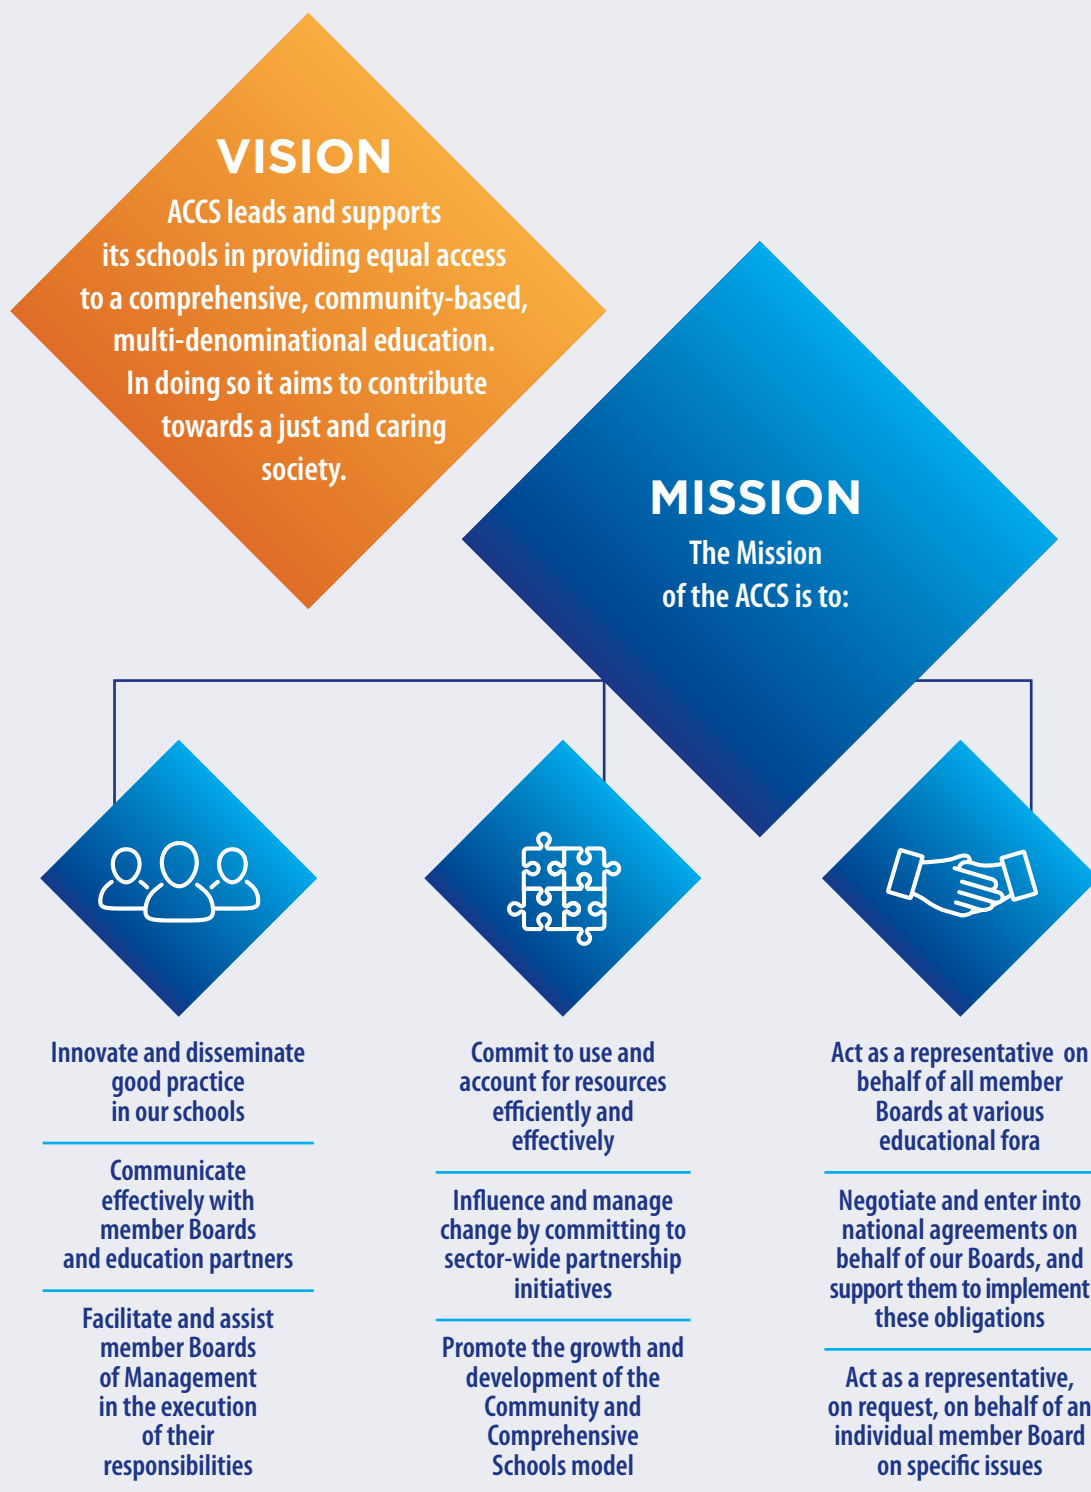 VISION
ACCS leads and supports
its schools in providing equal access
to a comprehensive, community-based,
multi-denominational education.
In doing so it aims to contribute
towards a just and caring
society.
MISSION
The Mission
of the ACCS is to:
Innovate and disseminate
good practice
in our schools
Communicate
effectively with
member Boards
and education partners
Facilitate and assist
member Boards
of Management
in the execution
of their
responsibilities
Commit to use and
account for resources
efficiently and
effectively
Influence and manage
change by committing to
sector-wide partnership
initiatives
Promote the growth and
development of the
Community and
Comprehensive
Schools model
Act as a representative on
behalf of all member
Boards at various
educational fora
Negotiate and enter into
national agreements on
behalf of our Boards, and
support them to implement
these obligations
Act as a representative,
on request, on behalf of an
individual member Board
on specific issues